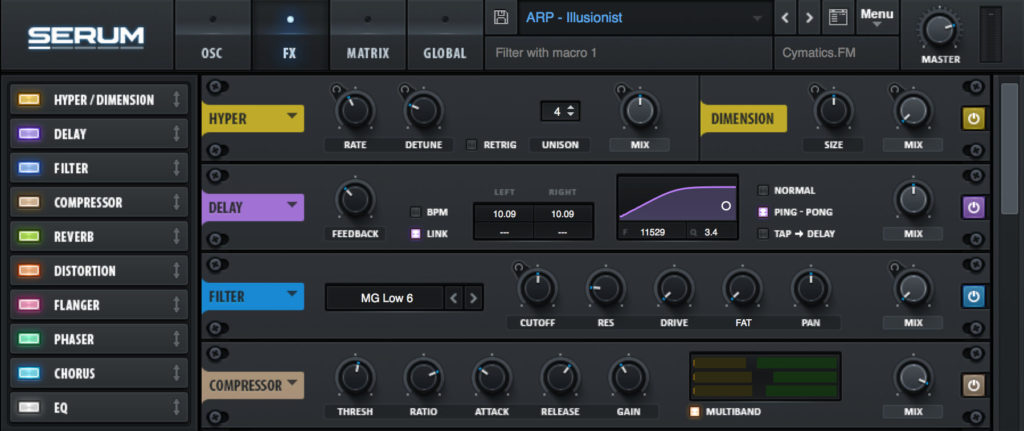 SERUM
OSC
FX
MATRIX
GLOBAL
ARP - Illusionist
Filter with macro 1
Menu
Cymatics.FM
MASTER
HYPER / DIMENSION
DELAY
FILTER
COMPRESSOR
REVERB
DISTORTION
FLANGER
PHASER
CHORUS
EQ
HYPER
RATE
DETUNE
RETRIG
4
UNISON
MIX
DIMENSION
SIZE
MIX
DELAY
FEEDBACK
BPM
LINK
LEFT RIGHT
10.09 10.09
--- ---
F 11529 Q 3.4
NORMAL
PING - PONG
TAP → DELAY
MIX
FILTER
MG Low 6
CUTOFF
RES
DRIVE
FAT
PAN
MIX
COMPRESSOR
THRESH
RATIO
ATTACK
RELEASE
GAIN
MULTIBAND
MIX